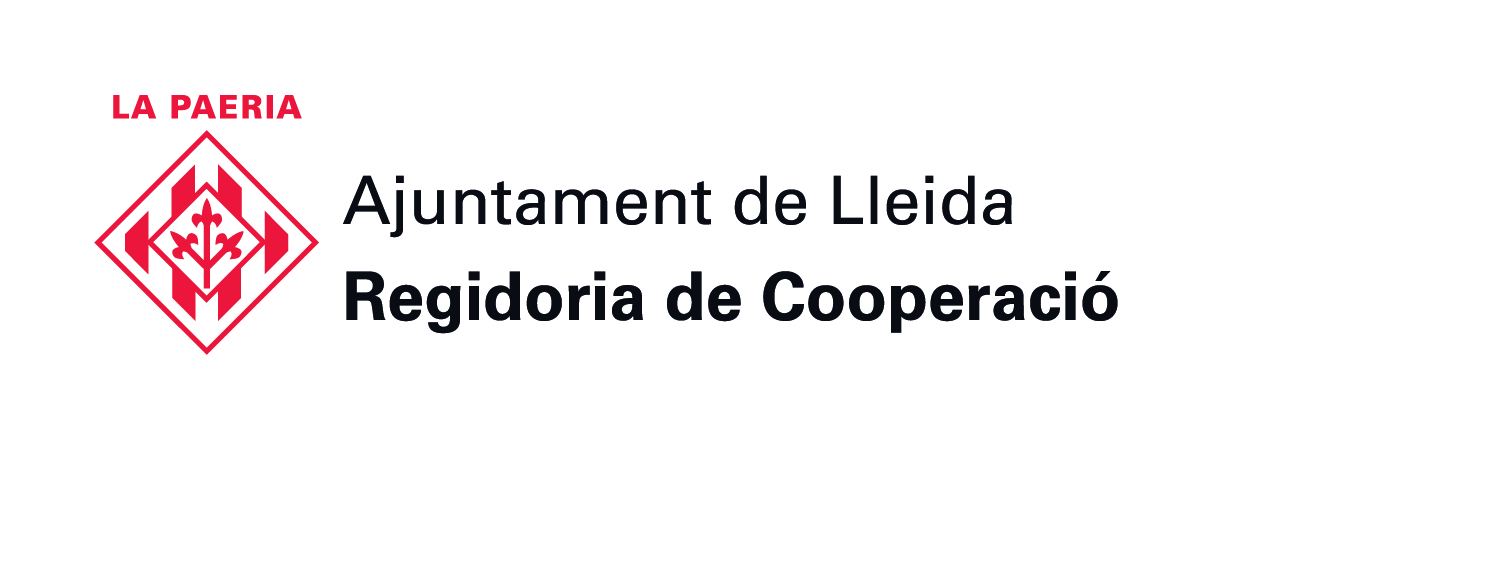 LA PAERIA
Ajuntament de Lleida
Regidoria de Cooperació